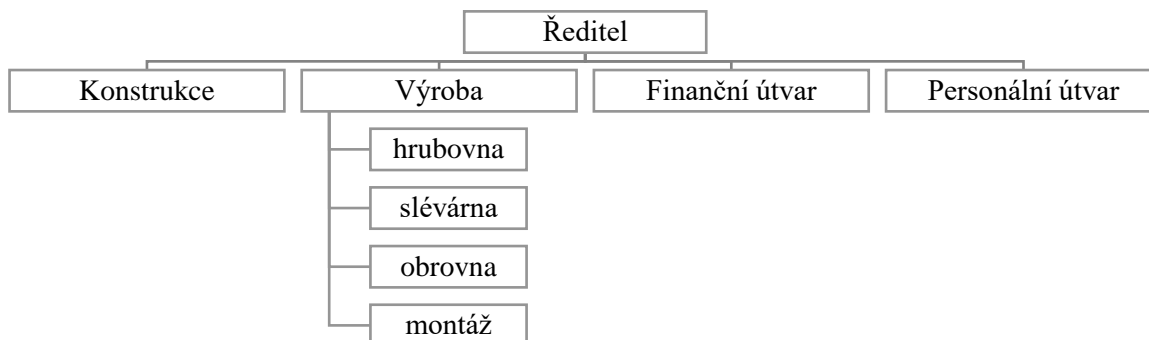 Ředitel
Konstrukce
Výroba
Finanční útvar
Personální útvar
hrubovna
slévárna
obrovna
montáž